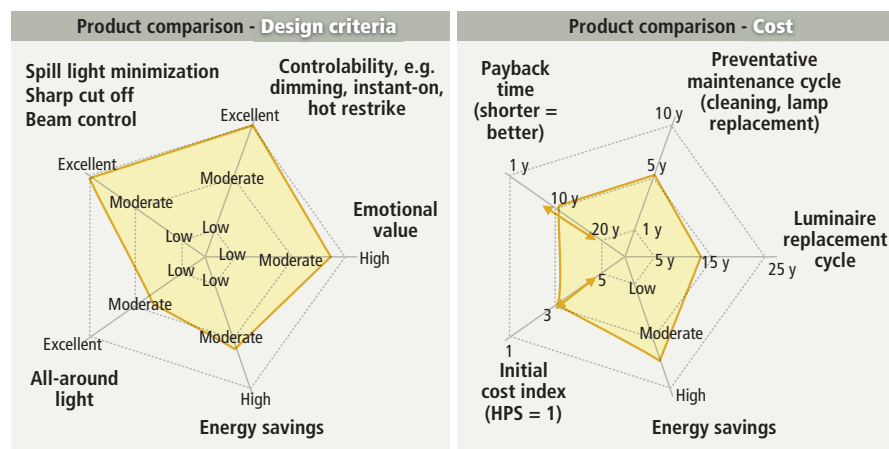 Product comparison - Design criteria
Spill light minimization
Sharp cut off
Beam control
Controlability, e.g.
dimming, instant-on,
hot restrike
Excellent
Excellent
Moderate
Moderate
Low
Low
Emotional
value
Low
Moderate
High
Low
Low
Moderate
Moderate
Excellent
All-around
light
High
Energy savings
Product comparison - Cost
Payback
time
(shorter =
better)
Preventative
maintenance cycle
(cleaning, lamp
replacement)
10 y
1 y
5 y
10 y
20 y
1 y
Luminaire
replacement
cycle
5 y
15 y
25 y
5
Low
3
Moderate
1
Initial
cost index
(HPS = 1)
High
Energy savings